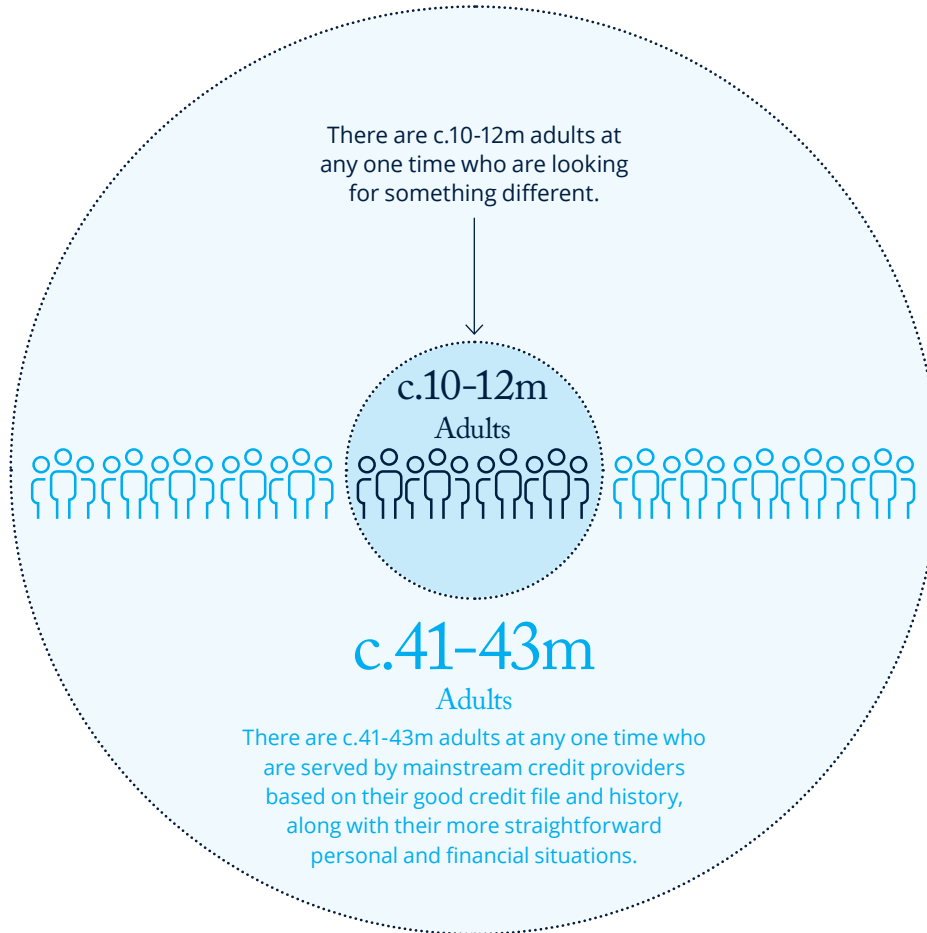 There are c.10-12m adults at
any one time who are looking
for something different.
c.10-12m
Adults
c.41-43m
Adults
There are c.41-43m adults at any one time who
are served by mainstream credit providers
based on their good credit file and history,
along with their more straightforward
personal and financial situations.